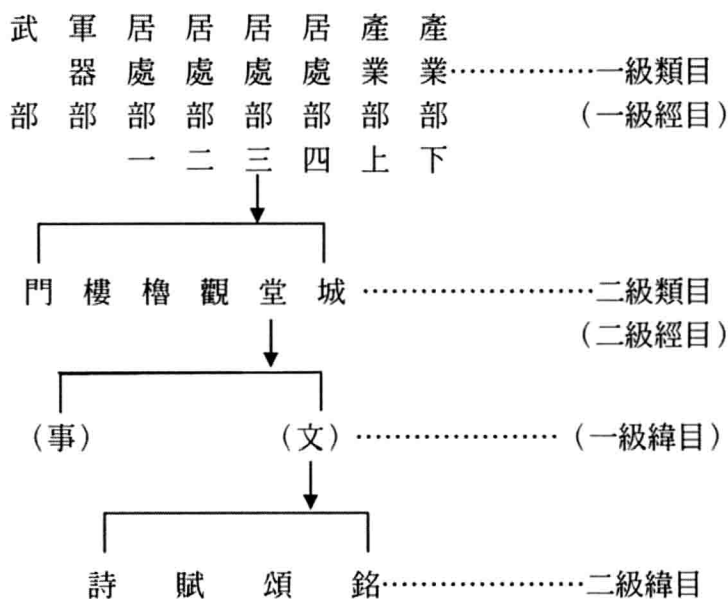 武部
軍器部
居處部一
居處部二
居處部三
居處部四
產業部上
產業部下
一級類目
(一級經目)
門 樓 櫓 觀 堂 城……………………二級類目
(二級經目)
(事) (文)…………………(一級緯目)
詩 賦 頌 銘…………………二級緯目